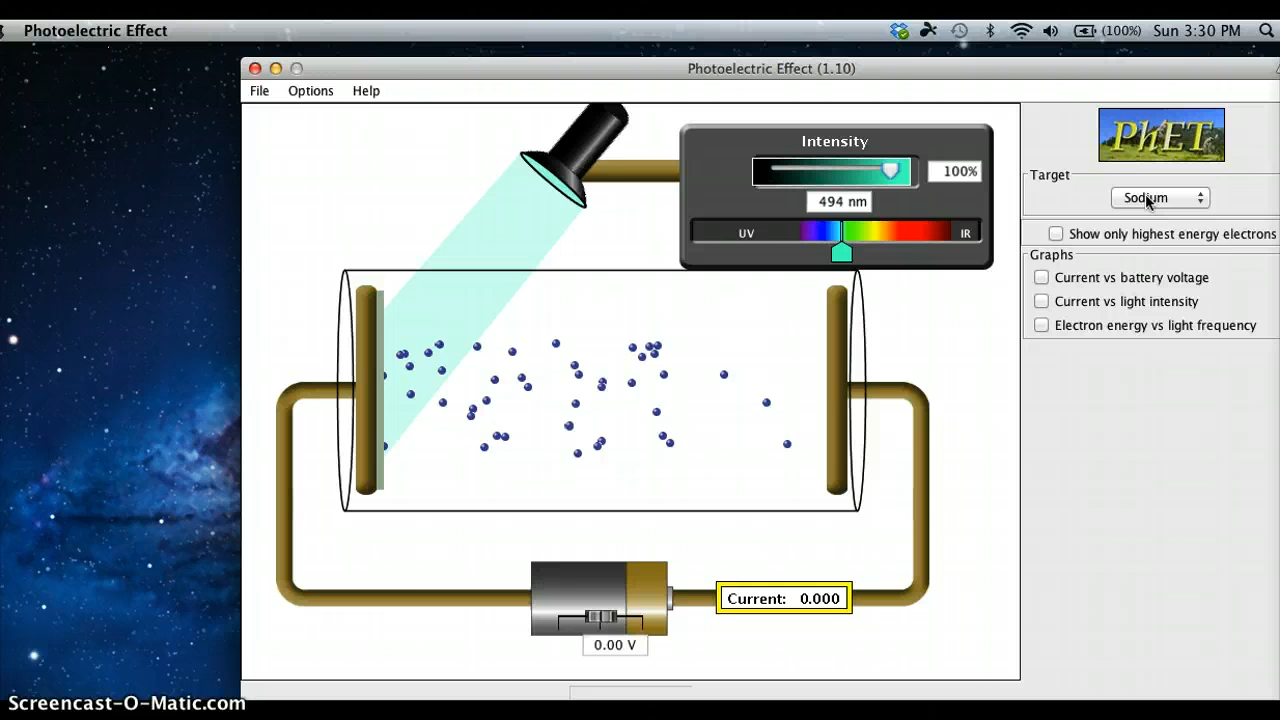 Photoelectric Effect
(100%) Sun 3:30 PM
Photoelectric Effect (1.10)
File Options Help
PhET
Intensity
100%
494 nm
UV IR
Target
Sodium
Show only highest energy electrons
Graphs
Current vs battery voltage
Current vs light intensity
Electron energy vs light frequency
Current: 0.000
0.00 V
Screencast-O-Matic.com